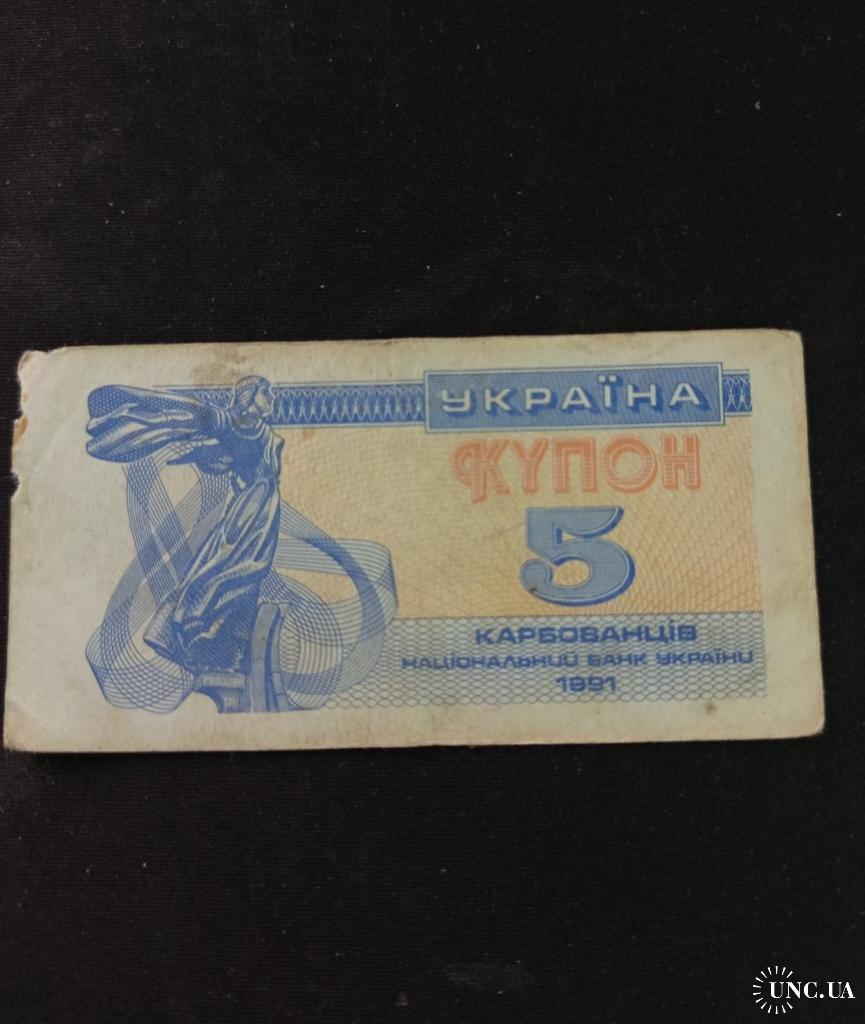 УКРАЇНА
КУПОН
5
КАРБОВАНЦІВ
НАЦІОНАЛЬНИЙ БАНК УКРАЇНИ
1991
UNC.UA